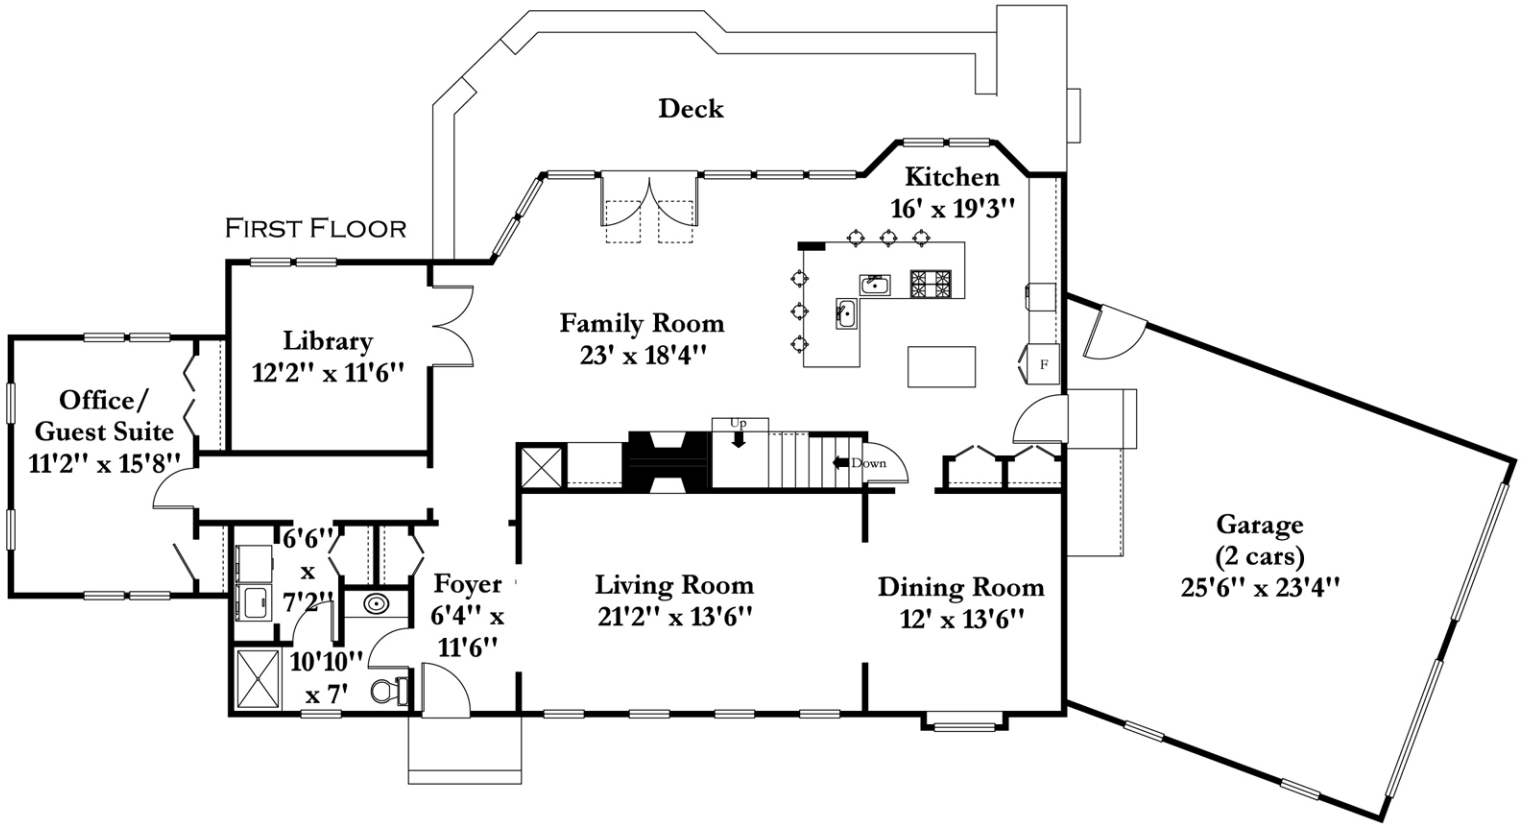 Deck
Kitchen
16' x 19'3"
FIRST FLOOR
Family Room
23' x 18'4"
Library
12'2" x 11'6"
F
Office/
Guest Suite
11'2" x 15'8"
Up
Down
6'6"
x
7'2"
Foyer
6'4" x
11'6"
Living Room
21'2" x 13'6"
Dining Room
12' x 13'6"
Garage
(2 cars)
25'6" x 23'4"
10'10"
x 7'